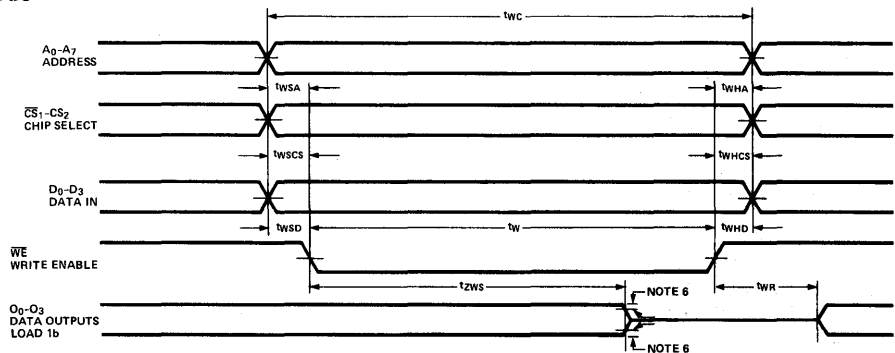 tWC
A0-A7
ADDRESS
tWSA
tWHA
CS1-CS2
CHIP SELECT
tWSCS
tWHCS
D0-D3
DATA IN
tWSD
tW
tWHD
WE
WRITE ENABLE
tZWS
NOTE 6
tWR
O0-O3
DATA OUTPUTS
LOAD 1b
NOTE 6